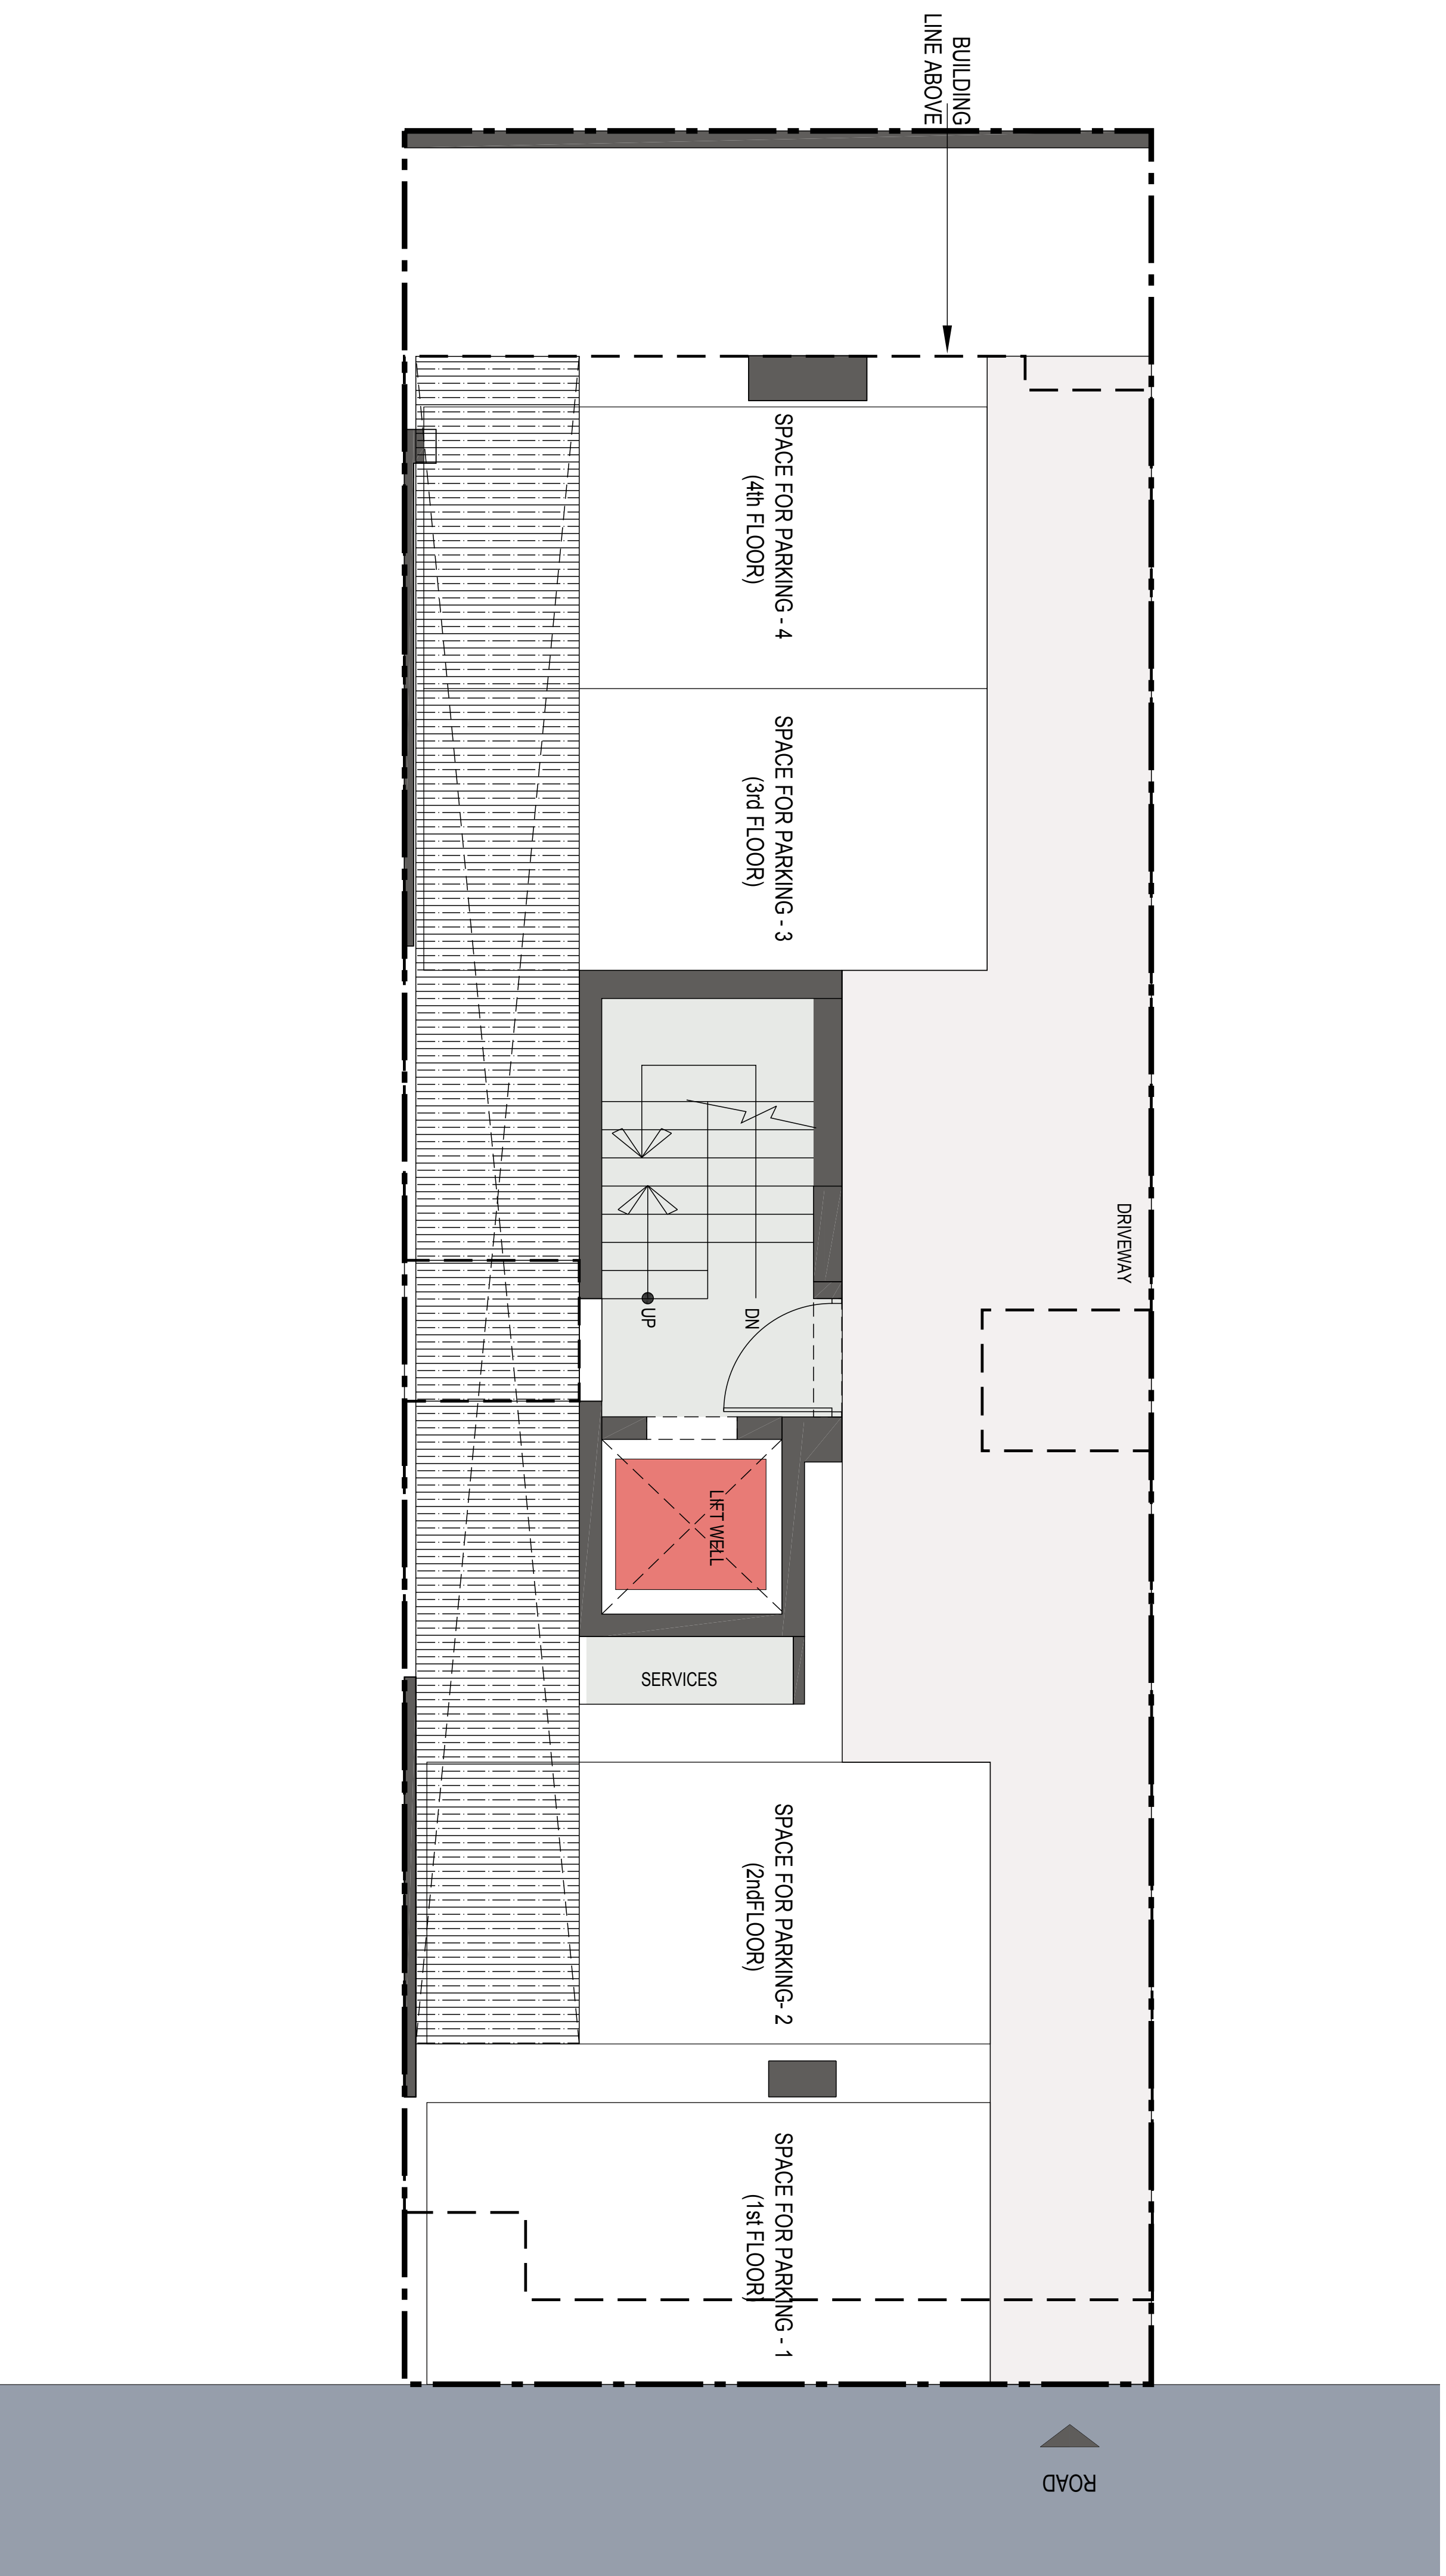 BUILDING
LINE ABOVE
SPACE FOR PARKING - 4
(4th FLOOR)
SPACE FOR PARKING - 3
(3rd FLOOR)
DRIVEWAY
UP
DN
LIFT WELL
SERVICES
SPACE FOR PARKING- 2
(2ndFLOOR)
SPACE FOR PARKING - 1
(1st FLOOR)
ROAD